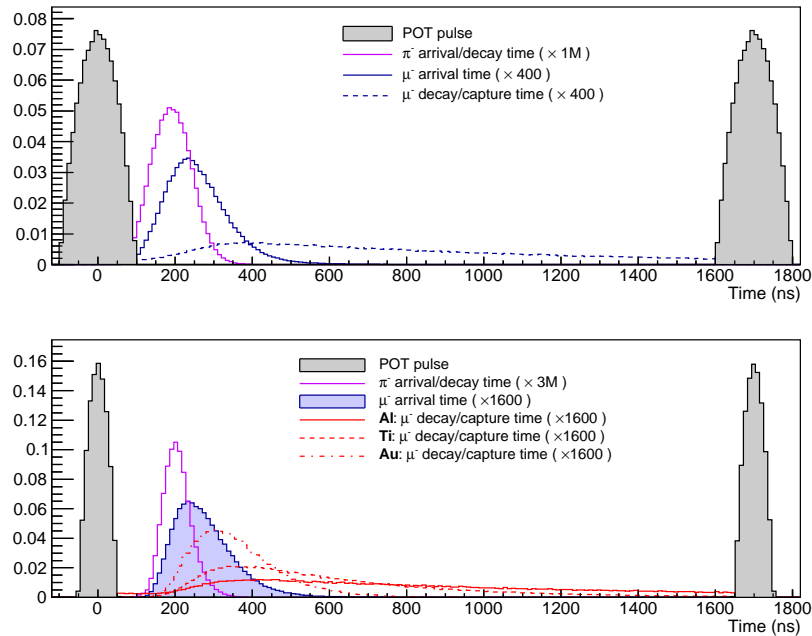 0.08
0.07
0.06
0.05
0.04
0.03
0.02
0.01
0
POT pulse
π⁻ arrival/decay time ( × 1M )
μ⁻ arrival time ( × 400 )
μ⁻ decay/capture time ( × 400 )
0 200 400 600 800 1000 1200 1400 1600 1800
Time (ns)
0.16
0.14
0.12
0.1
0.08
0.06
0.04
0.02
0
POT pulse
π⁻ arrival/decay time ( × 3M )
μ⁻ arrival time ( ×1600 )
Al: μ⁻ decay/capture time ( ×1600 )
Ti: μ⁻ decay/capture time ( ×1600 )
Au: μ⁻ decay/capture time ( ×1600 )
0 200 400 600 800 1000 1200 1400 1600 1800
Time (ns)